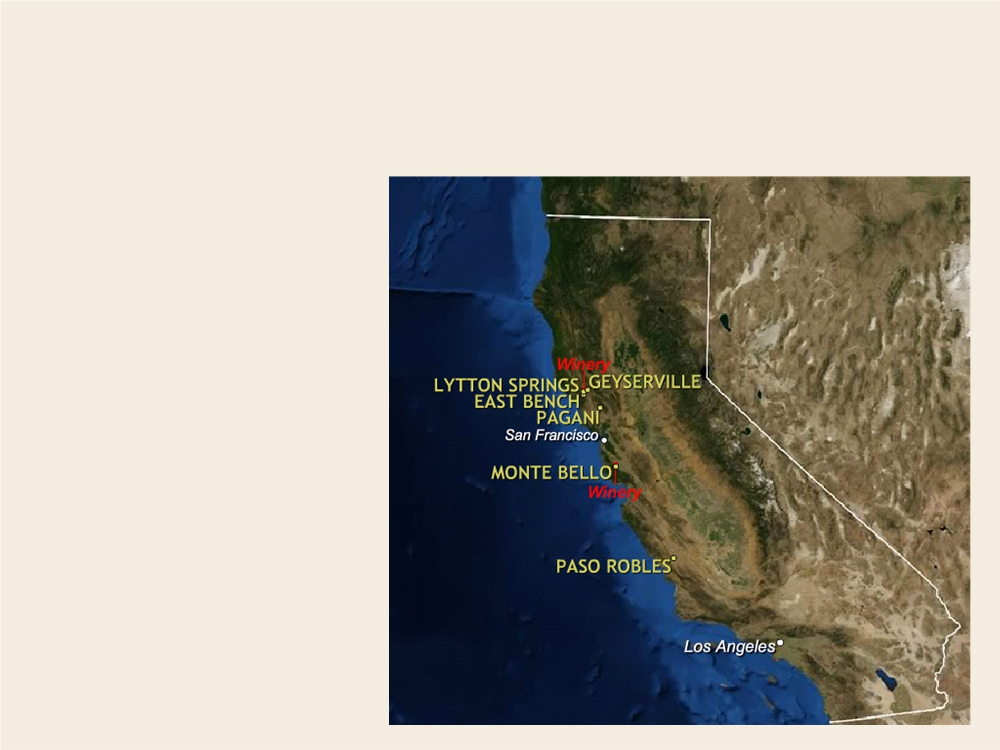 Winery
LYTTON SPRINGS
GEYSERVILLE
EAST BENCH
PAGANI
San Francisco
MONTE BELLO
Winery
PASO ROBLES
Los Angeles